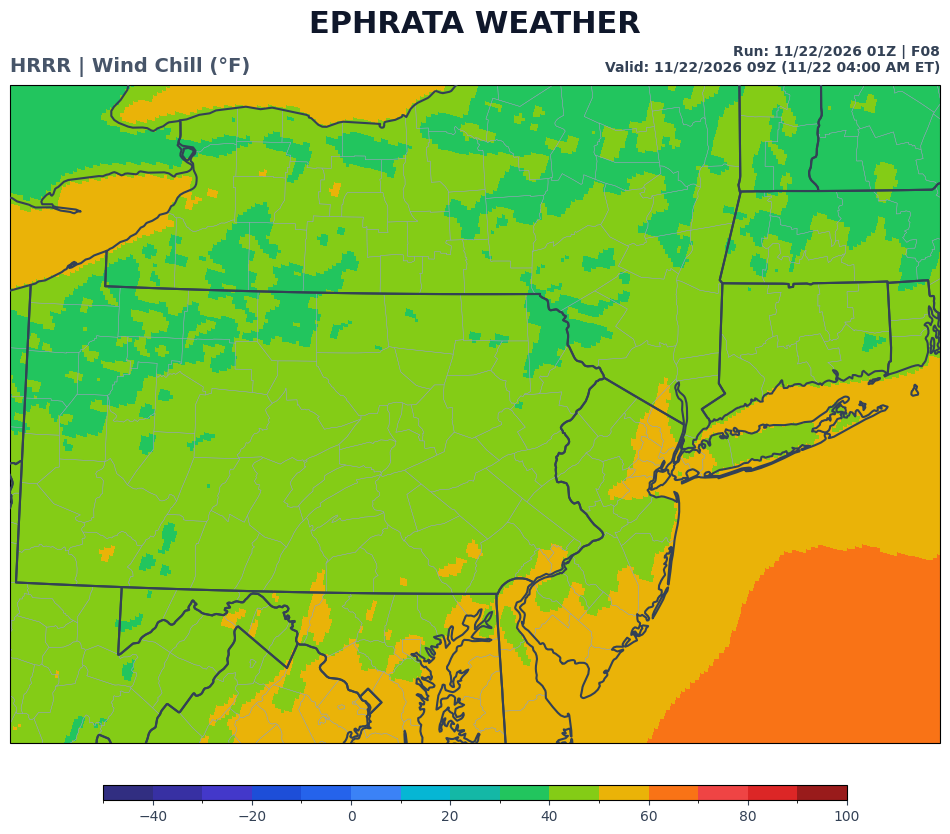 EPHRATA WEATHER
HRRR | Wind Chill (°F)
Run: 11/22/2026 01Z | F08
Valid: 11/22/2026 09Z (11/22 04:00 AM ET)
−40 −20 0 20 40 60 80 100